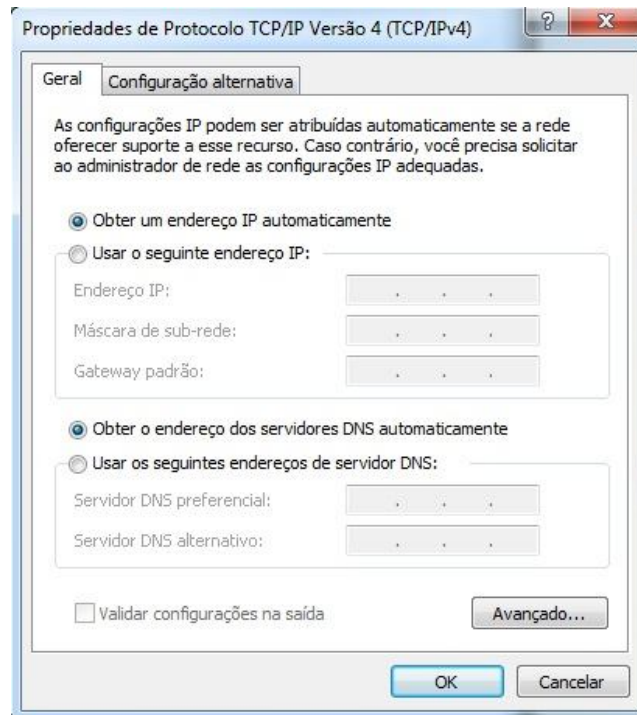 Propriedades de Protocolo TCP/IP Versão 4 (TCP/IPv4)
Geral
Configuração alternativa
As configurações IP podem ser atribuídas automaticamente se a rede
oferecer suporte a esse recurso. Caso contrário, você precisa solicitar
ao administrador de rede as configurações IP adequadas.
Obter um endereço IP automaticamente
Usar o seguinte endereço IP:
Endereço IP:
Máscara de sub-rede:
Gateway padrão:
Obter o endereço dos servidores DNS automaticamente
Usar os seguintes endereços de servidor DNS:
Servidor DNS preferencial:
Servidor DNS alternativo:
Validar configurações na saída
Avançado...
OK
Cancelar